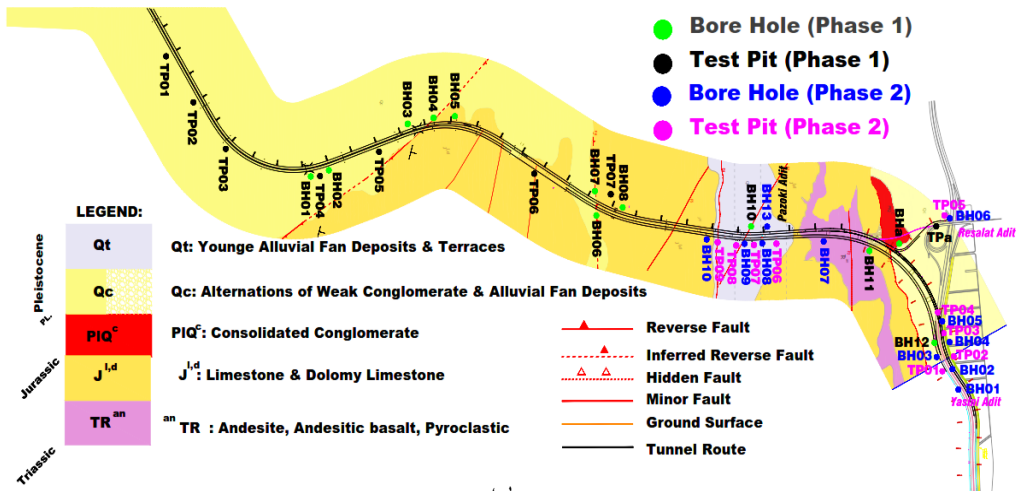 Bore Hole (Phase 1)
Test Pit (Phase 1)
Bore Hole (Phase 2)
Test Pit (Phase 2)
TP01
TP02
TP03
BH01
TP04
BH02
TP05
BH03
BH04
BH05
TP06
BH07
TP07
BH08
BH06
BH10
BH13
Pazoki Adit
BH10
TP09
TP08
BH09
TP07
BH08
TP06
BH07
BH11
TPa
TP05
BH06
Resalat Adit
TP04
BH05
TP03
BH12
BH04
BH03
TP02
TP01
BH02
BH01
Yasini Adit
LEGEND:
Pleistocene
PL.
Jurassic
Triassic
Qt
Qt: Younge Alluvial Fan Deposits & Terraces
Qc
Qc: Alternations of Weak Conglomerate & Alluvial Fan Deposits
PlQc
PlQc: Consolidated Conglomerate
Jl,d
Jl,d: Limestone & Dolomy Limestone
TRan
an TR : Andesite, Andesitic basalt, Pyroclastic
Reverse Fault
Inferred Reverse Fault
Hidden Fault
Minor Fault
Ground Surface
Tunnel Route